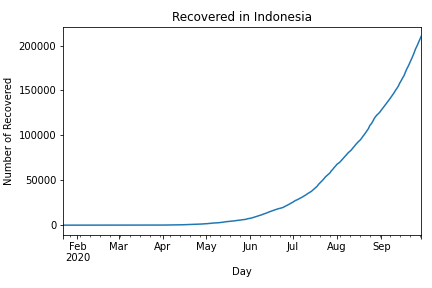 Recovered in Indonesia
Number of Recovered
200000
150000
100000
50000
0
Feb Mar Apr May Jun Jul Aug Sep
2020
Day